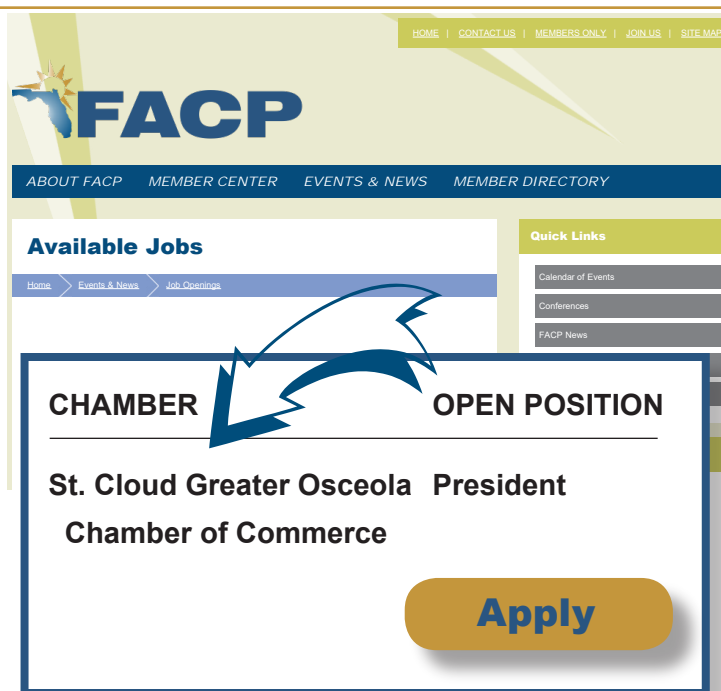 HOME | CONTACT US | MEMBERS ONLY | JOIN US | SITE MAP
FACP
ABOUT FACP MEMBER CENTER EVENTS & NEWS MEMBER DIRECTORY
Available Jobs
Home Events & News Job Openings
Quick Links
Calendar of Events
Conferences
FACP News
CHAMBER OPEN POSITION
St. Cloud Greater Osceola President
Chamber of Commerce
Apply